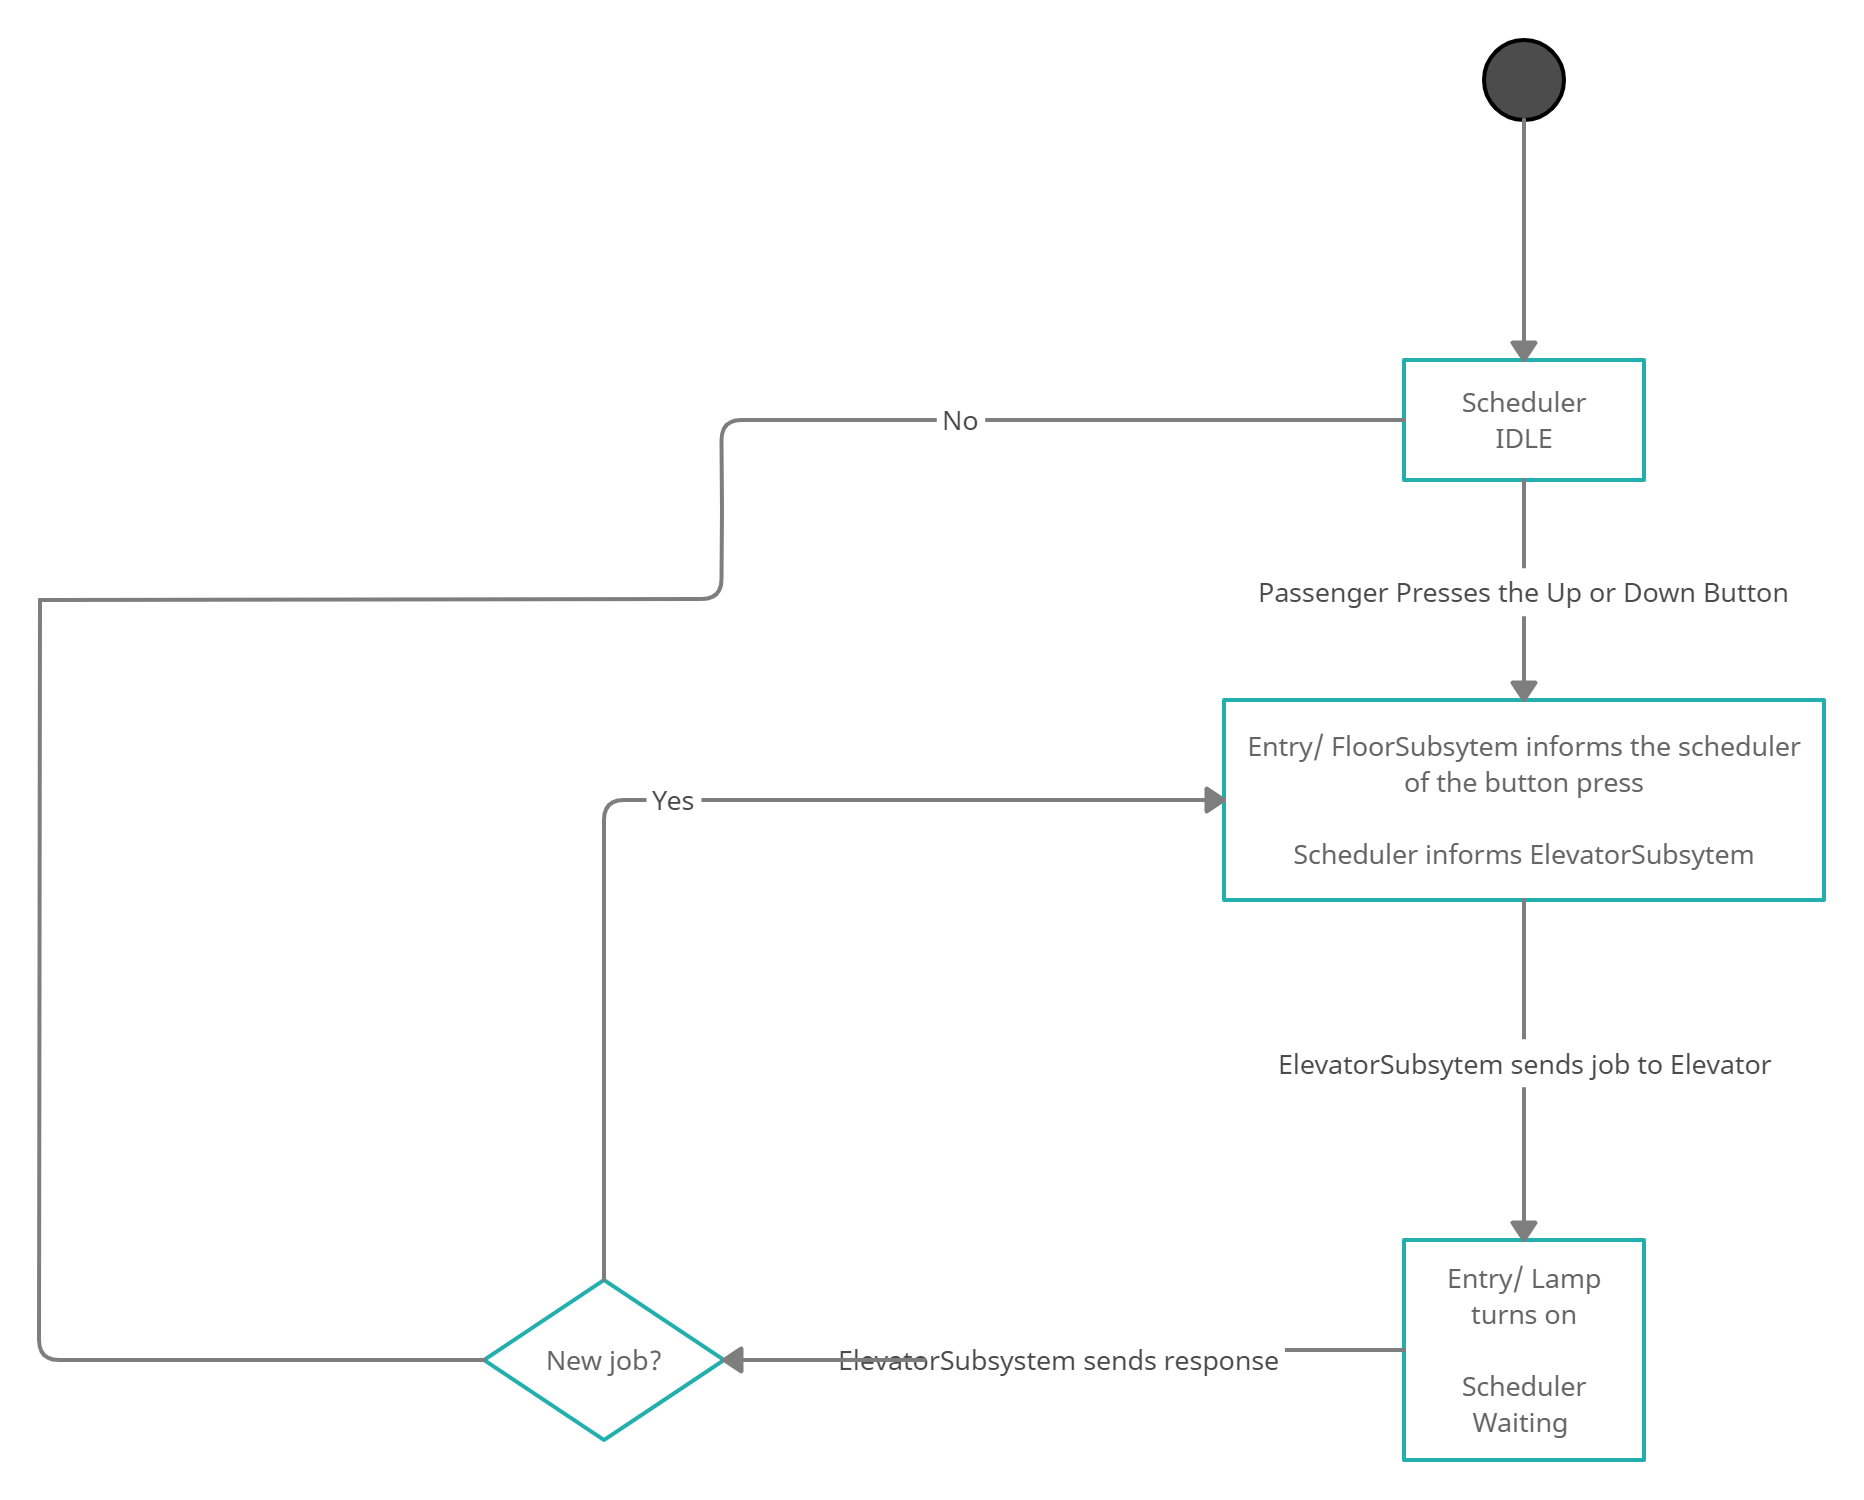 Scheduler
IDLE
No
Passenger Presses the Up or Down Button
Entry/ FloorSubsytem informs the scheduler
of the button press
Scheduler informs ElevatorSubsytem
Yes
ElevatorSubsytem sends job to Elevator
Entry/ Lamp
turns on
Scheduler
Waiting
ElevatorSubsystem sends response
New job?